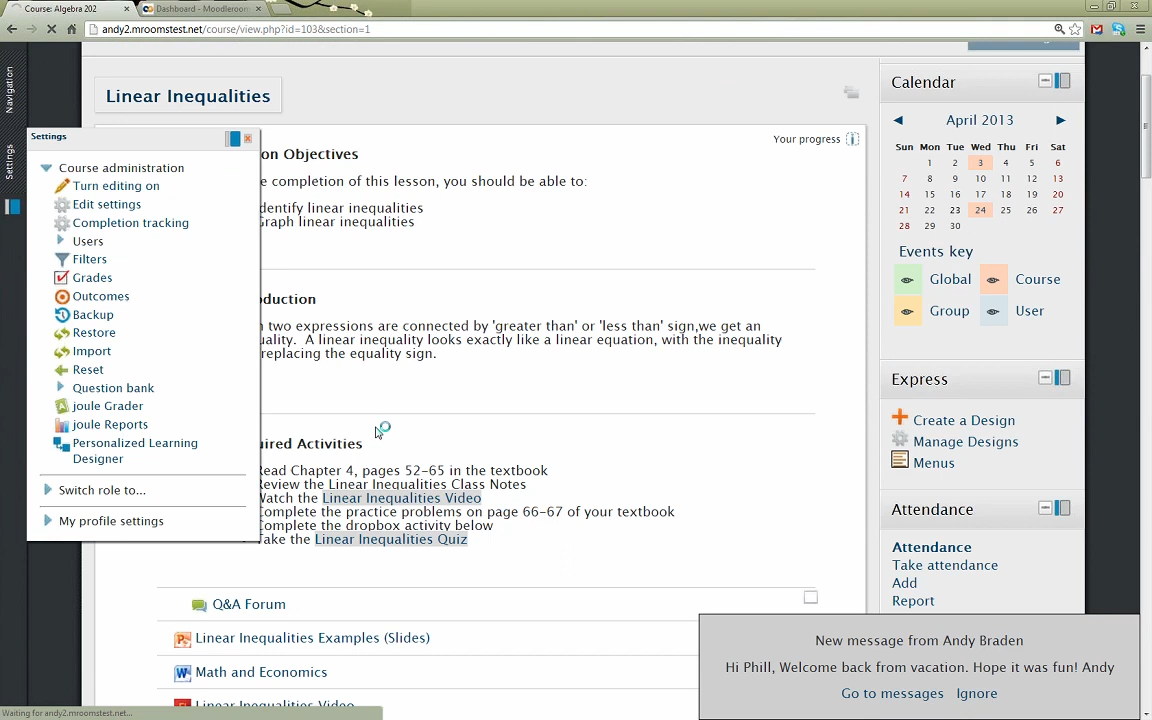 Course: Algebra 202
Dashboard - Moodleroom
andy2.mroomstest.net/course/view.php?id=103&section=1
Navigation
Settings
Linear Inequalities
Your progress
on Objectives
e completion of this lesson, you should be able to:
dentify linear inequalities
Graph linear inequalities
oduction
n two expressions are connected by 'greater than' or 'less than' sign,we get an
uality. A linear inequality looks exactly like a linear equation, with the inequality
replacing the equality sign.
uired Activities
Read Chapter 4, pages 52-65 in the textbook
Review the Linear Inequalities Class Notes
Watch the Linear Inequalities Video
Complete the practice problems on page 66-67 of your textbook
Complete the dropbox activity below
Take the Linear Inequalities Quiz
Q&A Forum
Linear Inequalities Examples (Slides)
Math and Economics
Linear Inequalities Video
Settings
Course administration
Turn editing on
Edit settings
Completion tracking
Users
Filters
Grades
Outcomes
Backup
Restore
Import
Reset
Question bank
joule Grader
joule Reports
Personalized Learning
Designer
Switch role to...
My profile settings
Calendar
April 2013
Sun Mon Tue Wed Thu Fri Sat
1 2 3 4 5 6
7 8 9 10 11 12 13
14 15 16 17 18 19 20
21 22 23 24 25 26 27
28 29 30
Events key
Global Course
Group User
Express
Create a Design
Manage Designs
Menus
Attendance
Attendance
Take attendance
Add
Report
New message from Andy Braden
Hi Phill, Welcome back from vacation. Hope it was fun! Andy
Go to messages Ignore
Waiting for andy2.mroomstest.net...